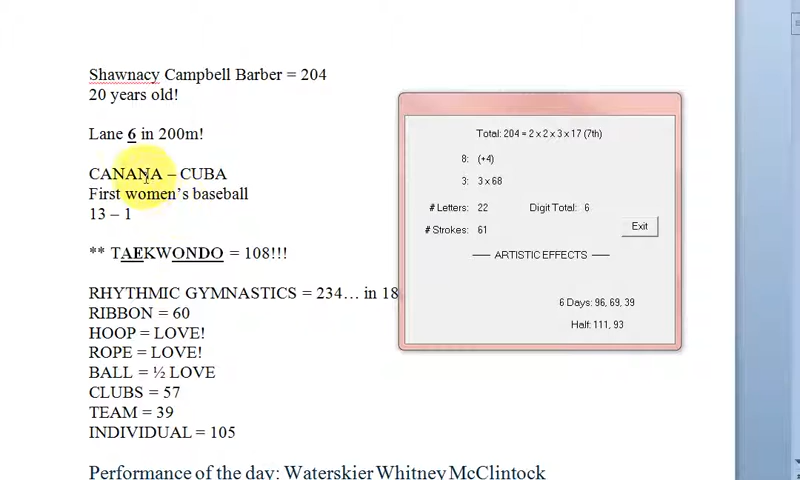 Shawnacy Campbell Barber = 204
20 years old!
Lane 6 in 200m!
CANANA – CUBA
First women's baseball
13 – 1
** TAEKWONDO = 108!!!
RHYTHMIC GYMNASTICS = 234… in 18
RIBBON = 60
HOOP = LOVE!
ROPE = LOVE!
BALL = ½ LOVE
CLUBS = 57
TEAM = 39
INDIVIDUAL = 105
Performance of the day: Waterskier Whitney McClintock
Total: 204 = 2 x 2 x 3 x 17 (7th)
8: (+4)
3: 3 x 68
# Letters: 22 Digit Total: 6
# Strokes: 61
Exit
ARTISTIC EFFECTS
6 Days: 96, 69, 39
Half: 111, 93